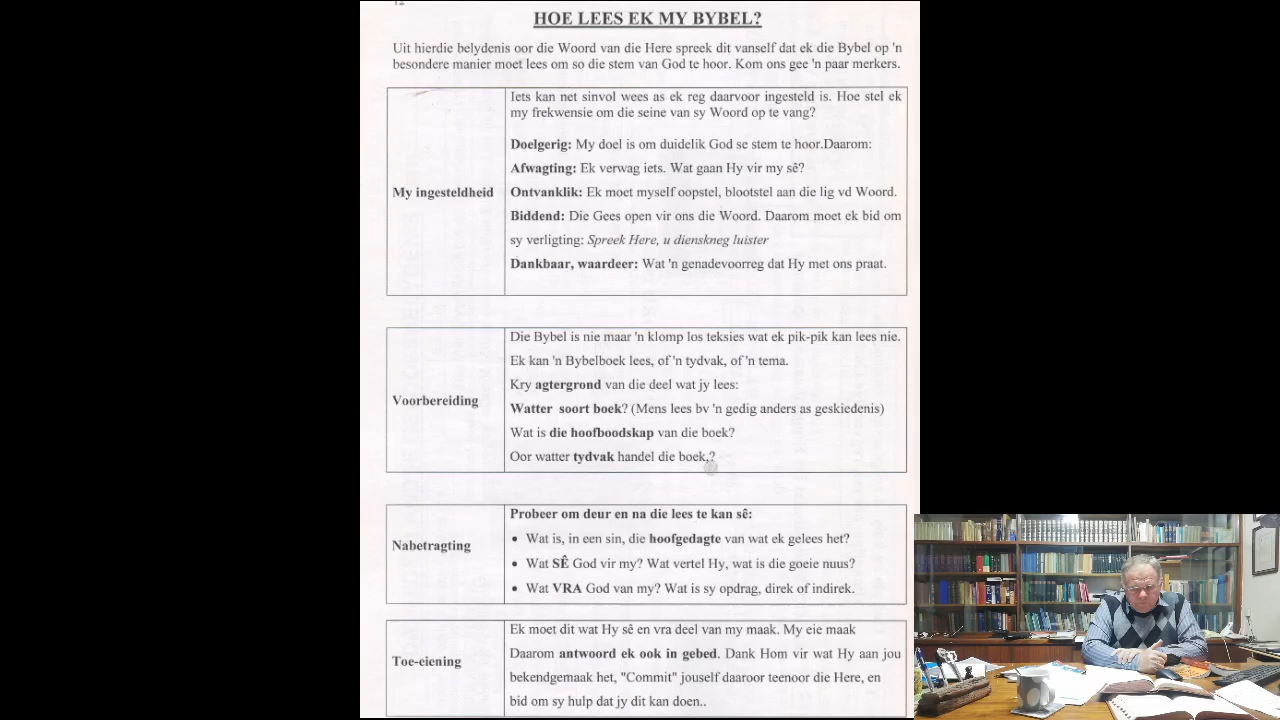 HOE LEES EK MY BYBEL?
Uit hierdie belydenis oor die Woord van die Here spreek dit vanself dat ek die Bybel op 'n
besondere manier moet lees om so die stem van God te hoor. Kom ons gee 'n paar merkers.
My ingesteldheid
Iets kan net sinvol wees as ek reg daarvoor ingestel is. Hoe stel ek
my frekwensie om die seine van sy Woord op te vang?
Doelgerig: My doel is om duidelik God se stem te hoor.Daarom:
Afwagting: Ek verwag iets. Wat gaan Hy vir my sê?
Ontvanklik: Ek moet myself oopstel, blootstel aan die lig vd Woord.
Biddend: Die Gees open vir ons die Woord. Daarom moet ek bid om
sy verligting: Spreek Here, u dienskneg luister
Dankbaar, waardeer: Wat 'n genadevoorreg dat Hy met ons praat.
Voorbereiding
Die Bybel is nie maar 'n klomp los teksies wat ek pik-pik kan lees nie.
Ek kan 'n Bybelboek lees, of 'n tydvak, of 'n tema.
Kry agtergrond van die deel wat jy lees:
Watter soort boek? (Mens lees bv 'n gedig anders as geskiedenis)
Wat is die hoofboodskap van die boek?
Oor watter tydvak handel die boek,?
Nabetragting
Probeer om deur en na die lees te kan sê:
• Wat is, in een sin, die hoofgedagte van wat ek gelees het?
• Wat SÊ God vir my? Wat vertel Hy, wat is die goeie nuus?
• Wat VRA God van my? Wat is sy opdrag, direk of indirek.
Toe-eiening
Ek moet dit wat Hy sê en vra deel van my maak. My eie maak
Daarom antwoord ek ook in gebed. Dank Hom vir wat Hy aan jou
bekendgemaak het, "Commit" jouself daaroor teenoor die Here, en
bid om sy hulp dat jy dit kan doen..